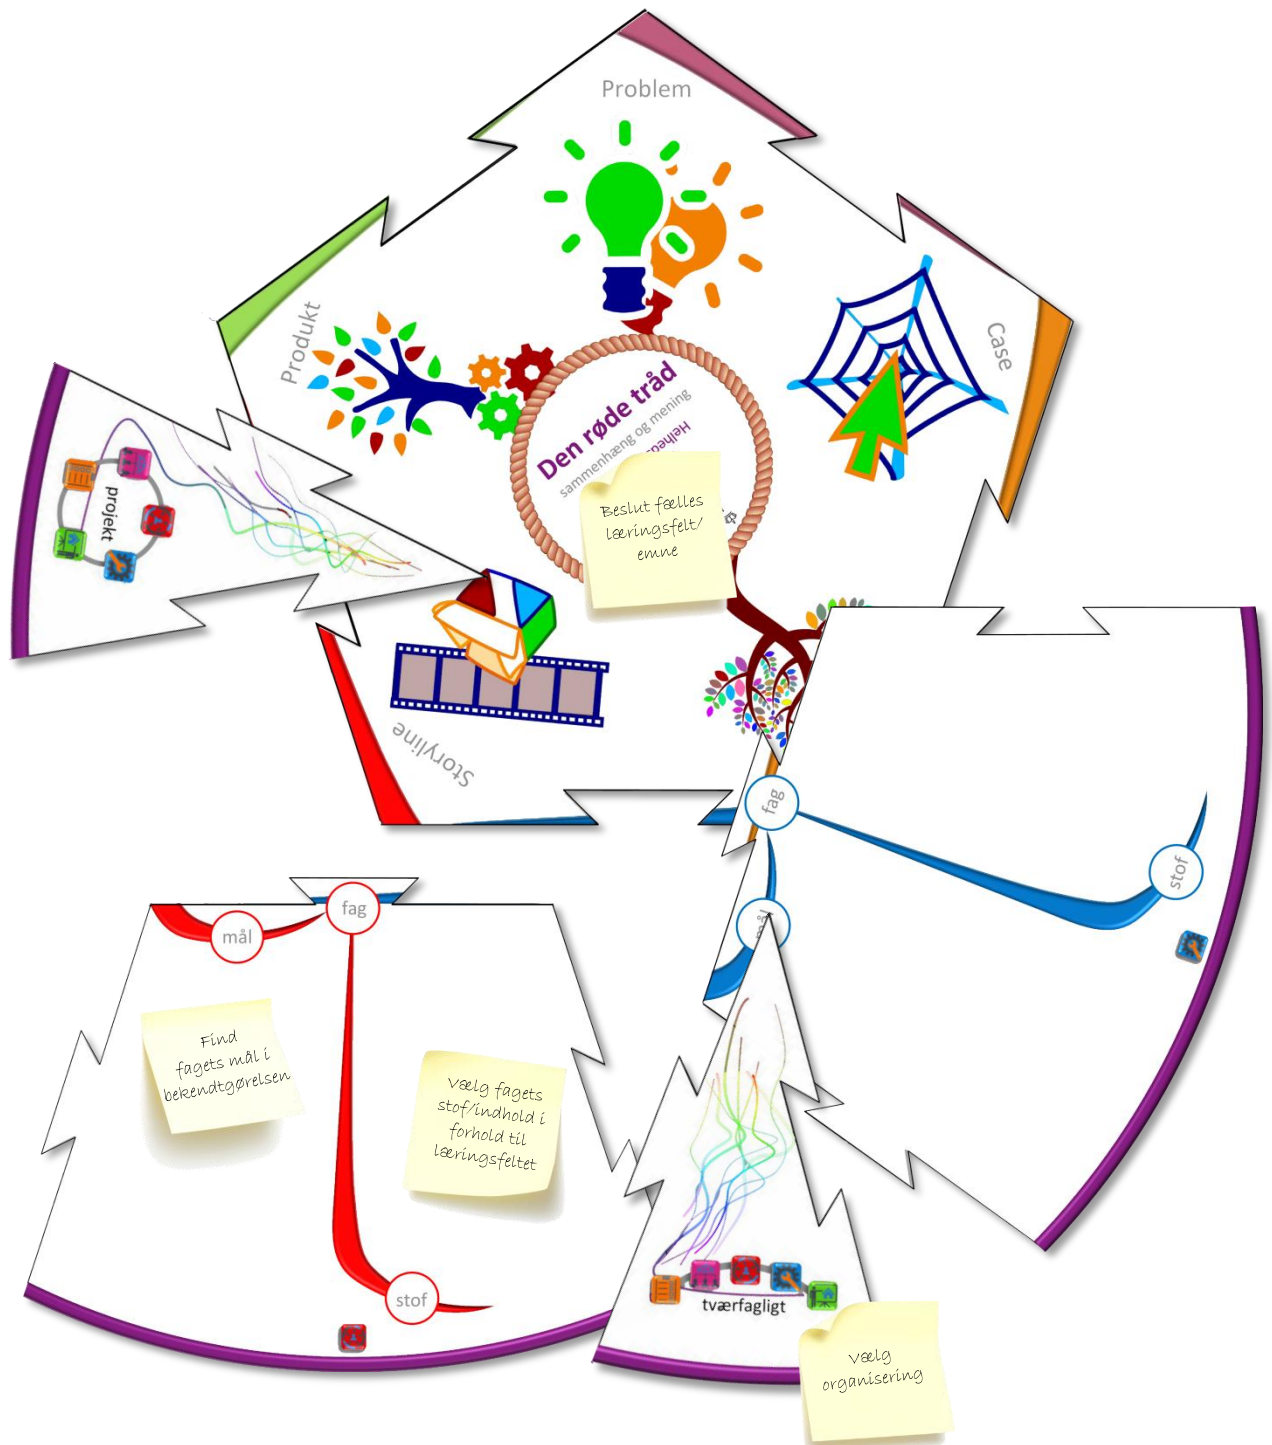 Problem
Produkt
Case
Den røde tråd
sammenhæng og mening
Beslut fælles
læringsfelt/
emne
projekt
Storyline
fag
stof
fag
mål
Find
fagets mål i
bekendtgørelsen
Vælg fagets
stof/indhold i
forhold til
læringsfeltet
stof
tværfagligt
Vælg
organisering